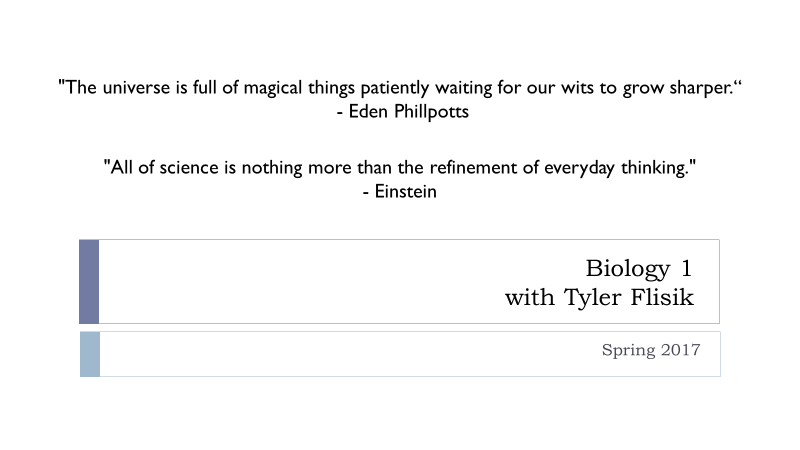 "The universe is full of magical things patiently waiting for our wits to grow sharper.“
- Eden Phillpotts
"All of science is nothing more than the refinement of everyday thinking."
- Einstein
Biology 1
with Tyler Flisik
Spring 2017